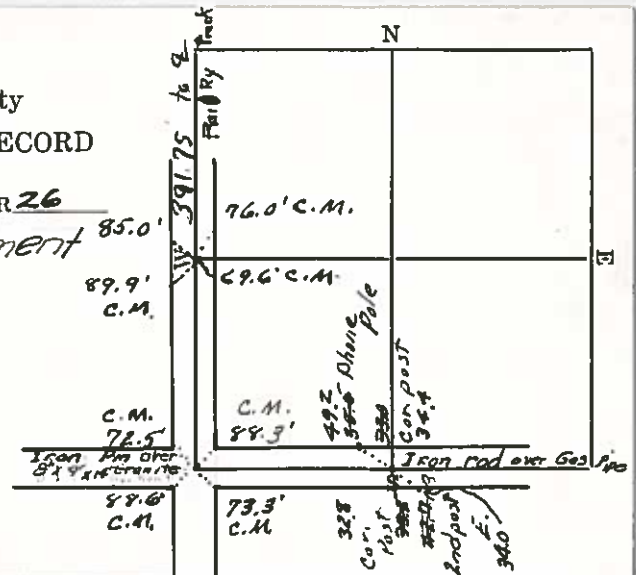 Track
N
to ℄
Rail Ry
391.75
ty
ECORD
R 26
ment
85.0'
76.0' C.M.
W
E
89.9'
C.M.
69.6' C.M.
Phone Pole
49.2
Cor. post
34.4
C.M.
72.5'
C.M.
88.3'
Iron Pin over
Granite
Iron rod over Gas Pipe
88.6'
C.M.
73.3'
C.M
32.8
Cor.
Post
2nd post
E.
34.0